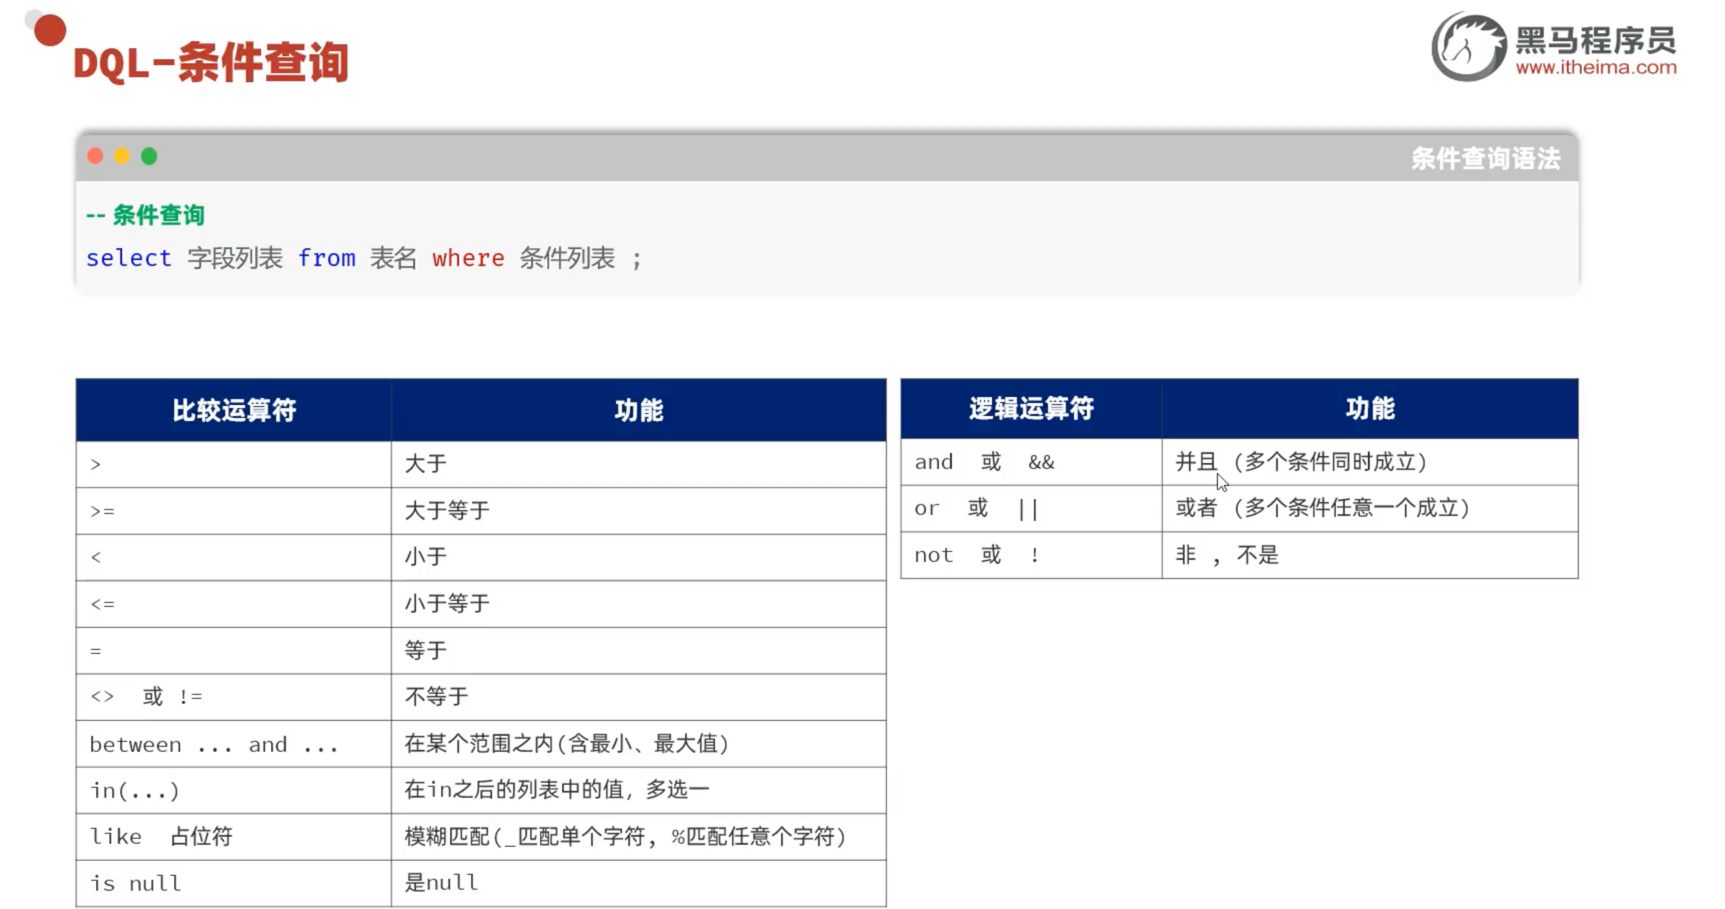 DQL-条件查询
黑马程序员
www.itheima.com
条件查询语法
-- 条件查询
select 字段列表 from 表名 where 条件列表 ;
比较运算符 功能
> 大于
>= 大于等于
< 小于
<= 小于等于
= 等于
<> 或 != 不等于
between ... and ... 在某个范围之内(含最小、最大值)
in(...) 在in之后的列表中的值，多选一
like 占位符 模糊匹配(_匹配单个字符, %匹配任意个字符)
is null 是null
逻辑运算符 功能
and 或 && 并且 (多个条件同时成立)
or 或 || 或者 (多个条件任意一个成立)
not 或 ! 非 , 不是